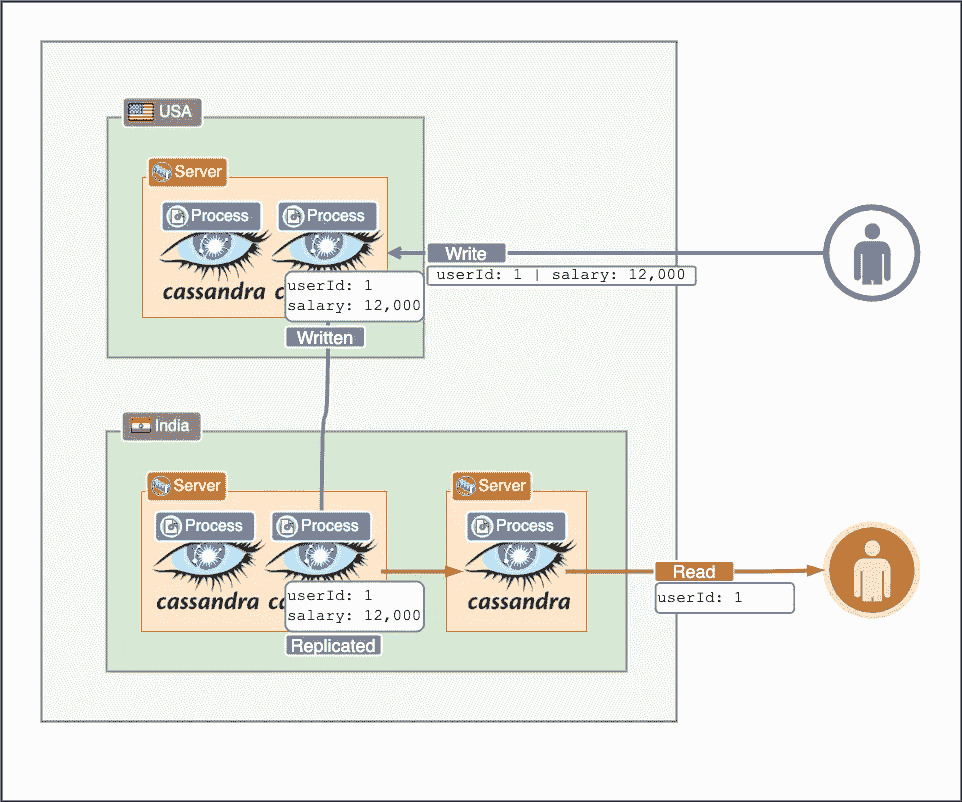 USA
Server
Process
Process
cassandra
c
userId: 1
salary: 12,000
Written
Write
userId: 1 | salary: 12,000
India
Server
Server
Process
Process
Process
cassandra
c
cassandra
userId: 1
salary: 12,000
Replicated
Read
userId: 1